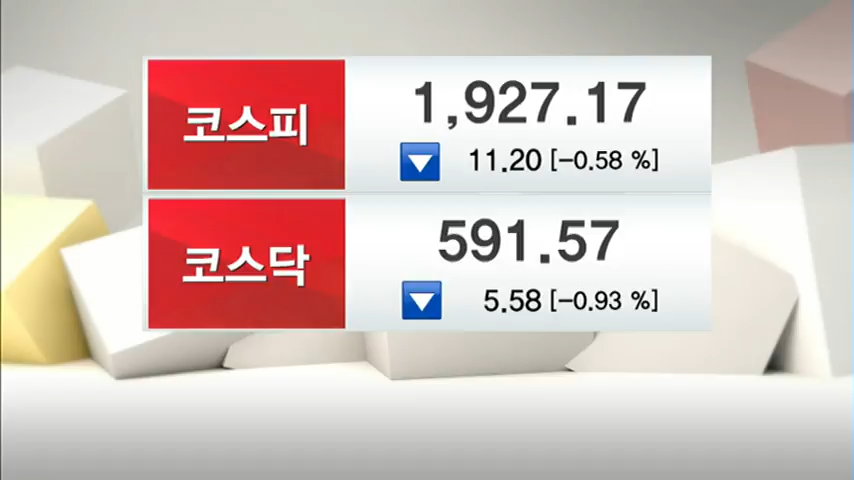 코스피
1,927.17
▼ 11.20 [-0.58 %]
코스닥
591.57
▼ 5.58 [-0.93 %]